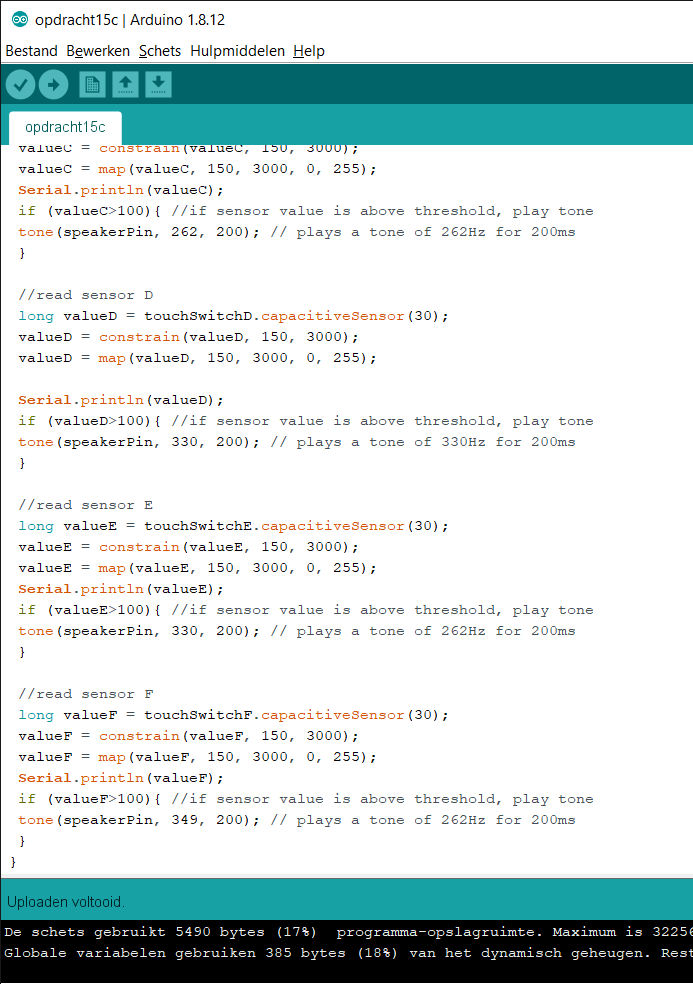 opdracht15c | Arduino 1.8.12
Bestand Bewerken Schets Hulpmiddelen Help
opdracht15c
valueC = constrain(valueC, 150, 3000);
valueC = map(valueC, 150, 3000, 0, 255);
Serial.println(valueC);
if (valueC>100){ //if sensor value is above threshold, play tone
tone(speakerPin, 262, 200); // plays a tone of 262Hz for 200ms
}
//read sensor D
long valueD = touchSwitchD.capacitiveSensor(30);
valueD = constrain(valueD, 150, 3000);
valueD = map(valueD, 150, 3000, 0, 255);
Serial.println(valueD);
if (valueD>100){ //if sensor value is above threshold, play tone
tone(speakerPin, 330, 200); // plays a tone of 330Hz for 200ms
}
//read sensor E
long valueE = touchSwitchE.capacitiveSensor(30);
valueE = constrain(valueE, 150, 3000);
valueE = map(valueE, 150, 3000, 0, 255);
Serial.println(valueE);
if (valueE>100){ //if sensor value is above threshold, play tone
tone(speakerPin, 330, 200); // plays a tone of 262Hz for 200ms
}
//read sensor F
long valueF = touchSwitchF.capacitiveSensor(30);
valueF = constrain(valueF, 150, 3000);
valueF = map(valueF, 150, 3000, 0, 255);
Serial.println(valueF);
if (valueF>100){ //if sensor value is above threshold, play tone
tone(speakerPin, 349, 200); // plays a tone of 262Hz for 200ms
}
}
Uploaden voltooid.
De schets gebruikt 5490 bytes (17%)  programma-opslagruimte. Maximum is 32256
Globale variabelen gebruiken 385 bytes (18%) van het dynamisch geheugen. Rest